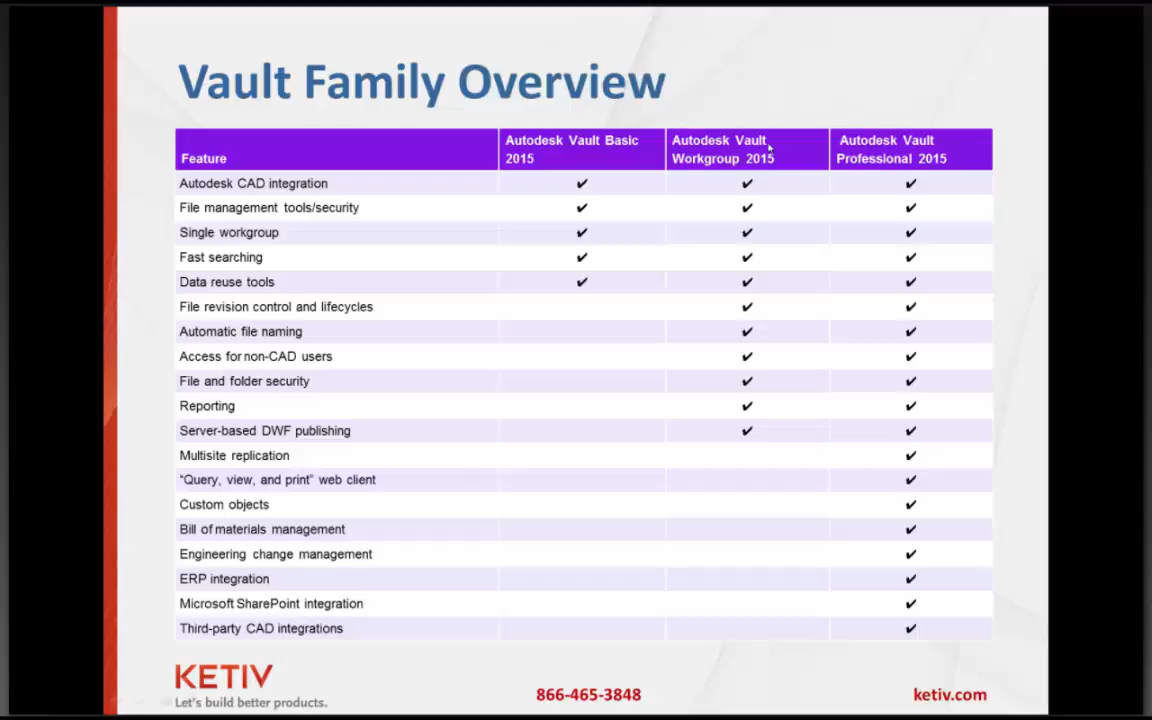 Vault Family Overview
Feature
Autodesk Vault Basic
2015
Autodesk Vault
Workgroup 2015
Autodesk Vault
Professional 2015
Autodesk CAD integration ✔ ✔ ✔
File management tools/security ✔ ✔ ✔
Single workgroup ✔ ✔ ✔
Fast searching ✔ ✔ ✔
Data reuse tools ✔ ✔ ✔
File revision control and lifecycles ✔ ✔
Automatic file naming ✔ ✔
Access for non-CAD users ✔ ✔
File and folder security ✔ ✔
Reporting ✔ ✔
Server-based DWF publishing ✔ ✔
Multisite replication ✔
“Query, view, and print” web client ✔
Custom objects ✔
Bill of materials management ✔
Engineering change management ✔
ERP integration ✔
Microsoft SharePoint integration ✔
Third-party CAD integrations ✔
KETIV
Let's build better products.
866-465-3848
ketiv.com